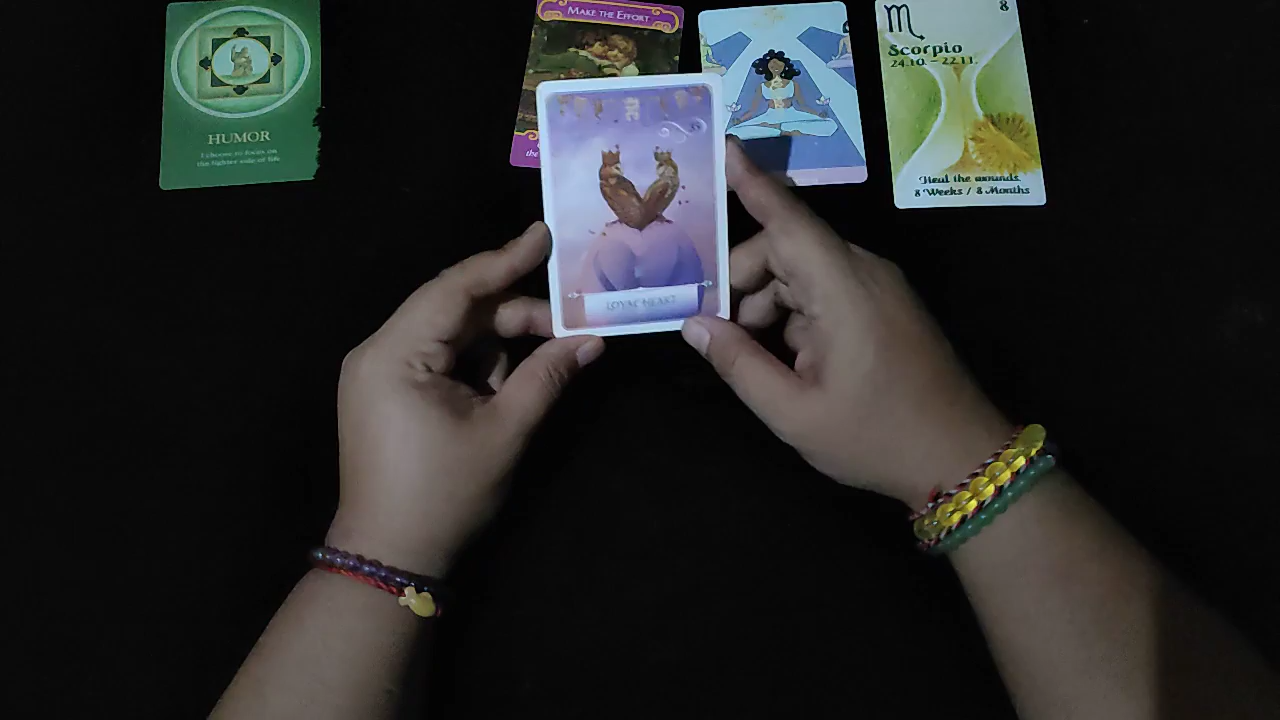 HUMOR
I choose to focus on
the lighter side of life
MAKE THE EFFORT
the
8
Scorpio
24.10. - 22.11.
Heal the wounds.
8 Weeks / 8 Months
LOYAL HEART